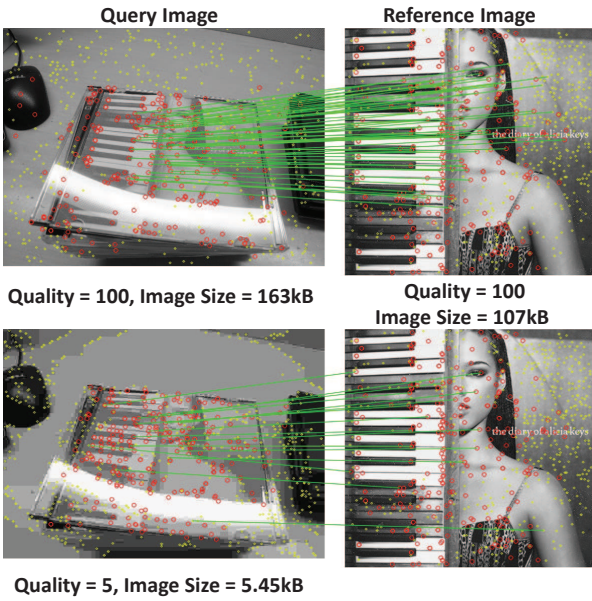 Query Image
Reference Image
the diary of alicia keys
Quality = 100, Image Size = 163kB
Quality = 100
Image Size = 107kB
the diary of alicia keys
Quality = 5, Image Size = 5.45kB